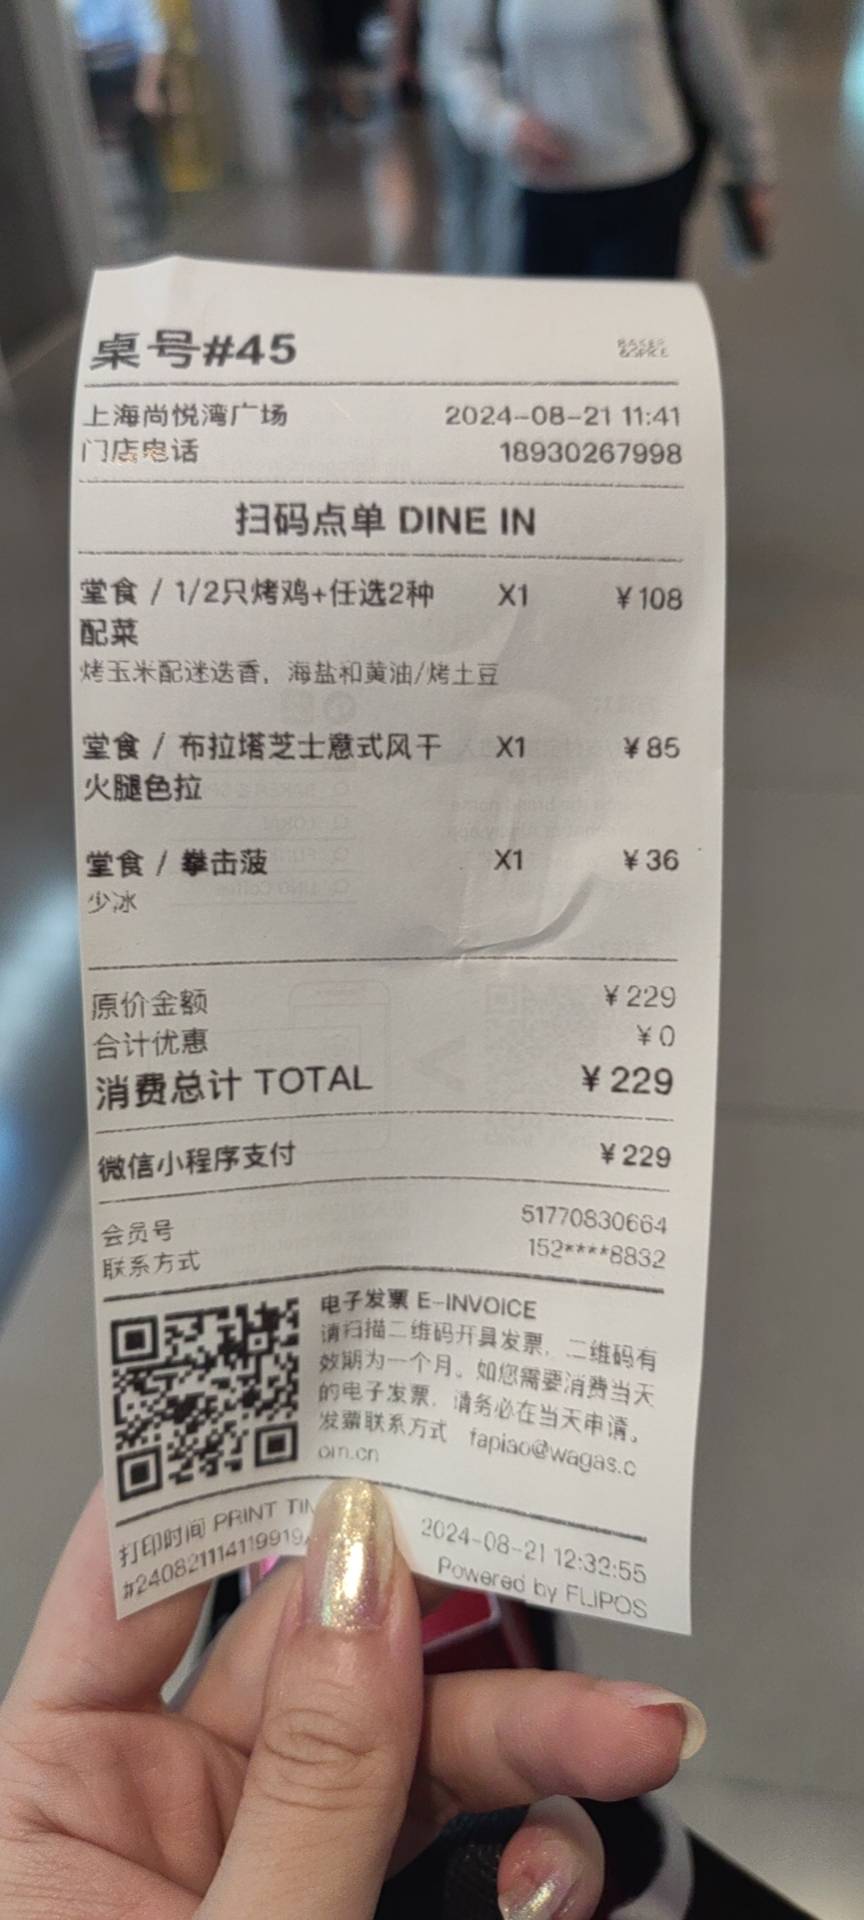 桌号#45
BAKER
&SPICE
上海尚悦湾广场 2024-08-21 11:41
门店电话 18930267998
扫码点单 DINE IN
堂食 / 1/2只烤鸡+任选2种 X1 ¥108
配菜
烤玉米配迷迭香，海盐和黄油/烤土豆
堂食 / 布拉塔芝士意式风干 X1 ¥85
火腿色拉
堂食 / 拳击菠 X1 ¥36
少冰
原价金额 ¥229
合计优惠 ¥0
消费总计 TOTAL ¥229
微信小程序支付 ¥229
会员号 51770830664
联系方式 152****8832
电子发票 E-INVOICE
请扫描二维码开具发票，二维码有
效期为一个月。如您需要消费当天
的电子发票，请务必在当天申请。
发票联系方式 fapiao@wagas.c
om.cn
打印时间 PRINT TIM 2024-08-21 12:32:55
#240821114119919 Powered by FLIPOS